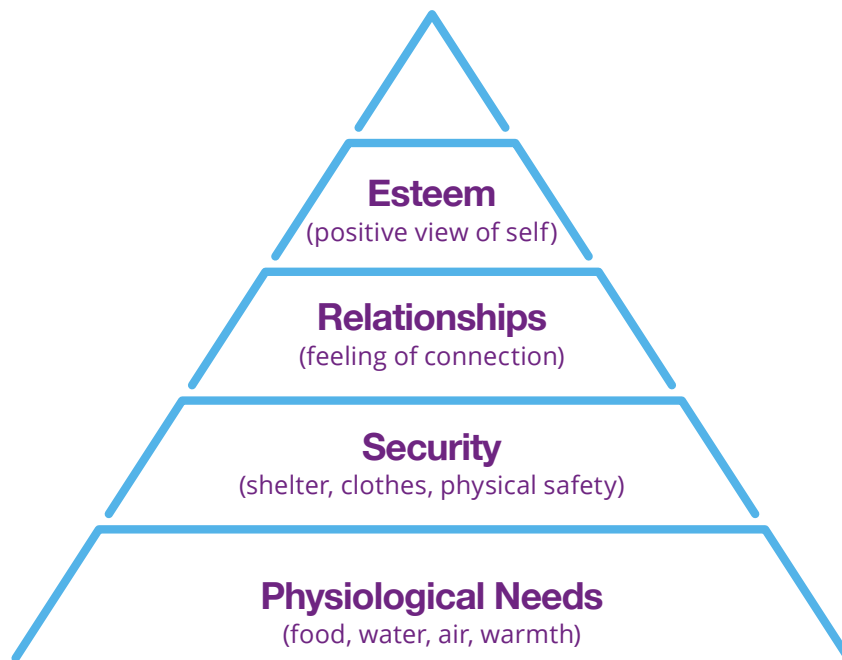 Esteem
(positive view of self)
Relationships
(feeling of connection)
Security
(shelter, clothes, physical safety)
Physiological Needs
(food, water, air, warmth)